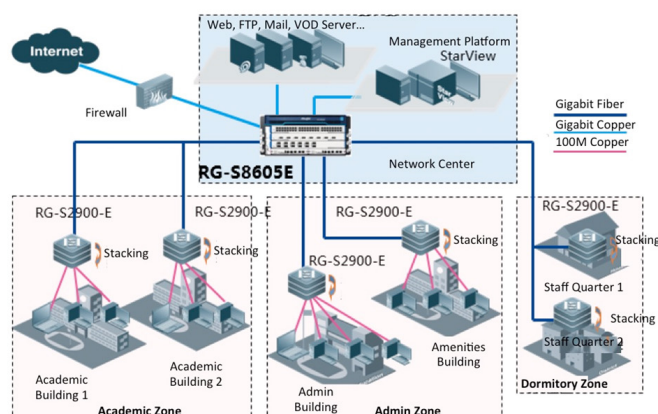 Web, FTP, Mail, VOD Server...
Internet
Management Platform
StarView
Firewall
Gigabit Fiber
Gigabit Copper
100M Copper
Network Center
RG-S8605E
RG-S2900-E
RG-S2900-E
RG-S2900-E
RG-S2900-E
Stacking
Stacking
Stacking
Stacking
RG-S2900-E
Stacking
Staff Quarter 1
Stacking
Staff Quarter 2
Academic
Building 1
Academic
Building 2
Amenities
Building
Admin
Building
Dormitory Zone
Academic Zone
Admin Zone